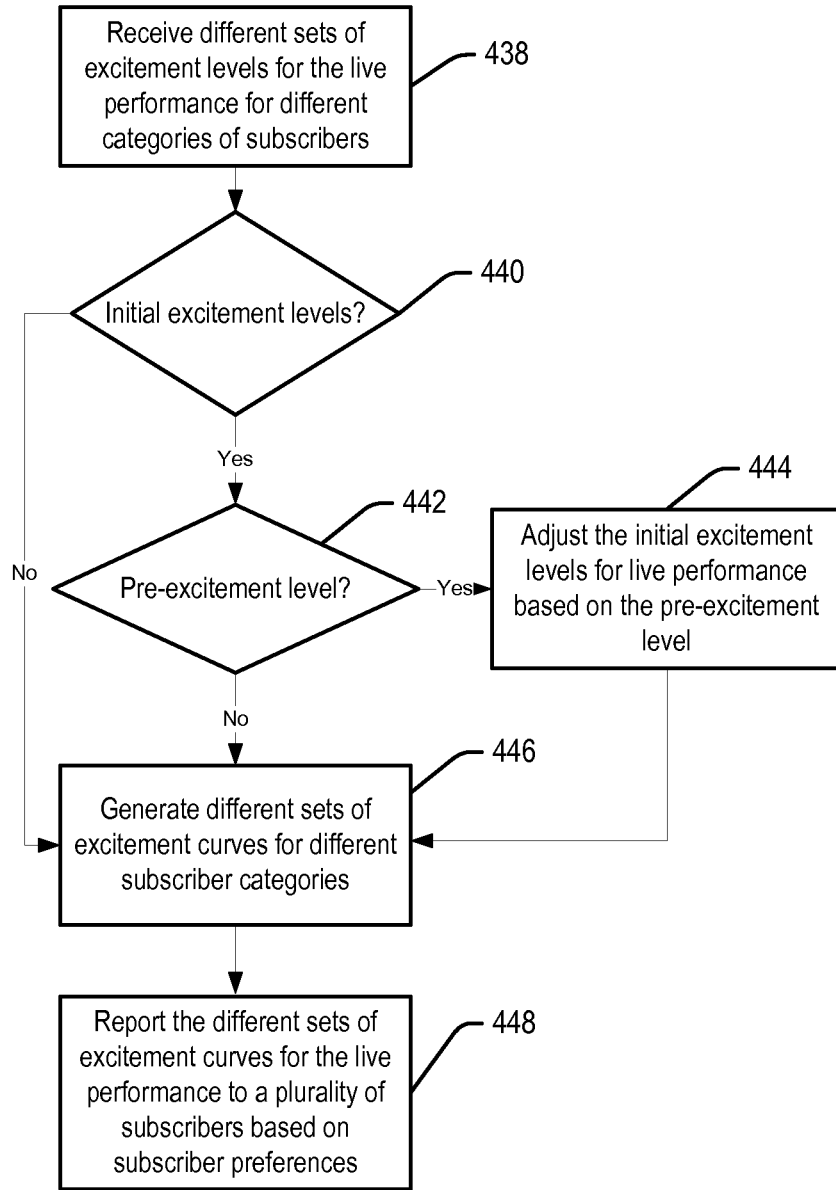 Receive different sets of
excitement levels for the live
performance for different
categories of subscribers
438
440
Initial excitement levels?
Yes
442
444
No
Pre-excitement level?
Yes
Adjust the initial excitement
levels for live performance
based on the pre-excitement
level
No
446
Generate different sets of
excitement curves for different
subscriber categories
Report the different sets of
excitement curves for the live
performance to a plurality of
subscribers based on
subscriber preferences
448